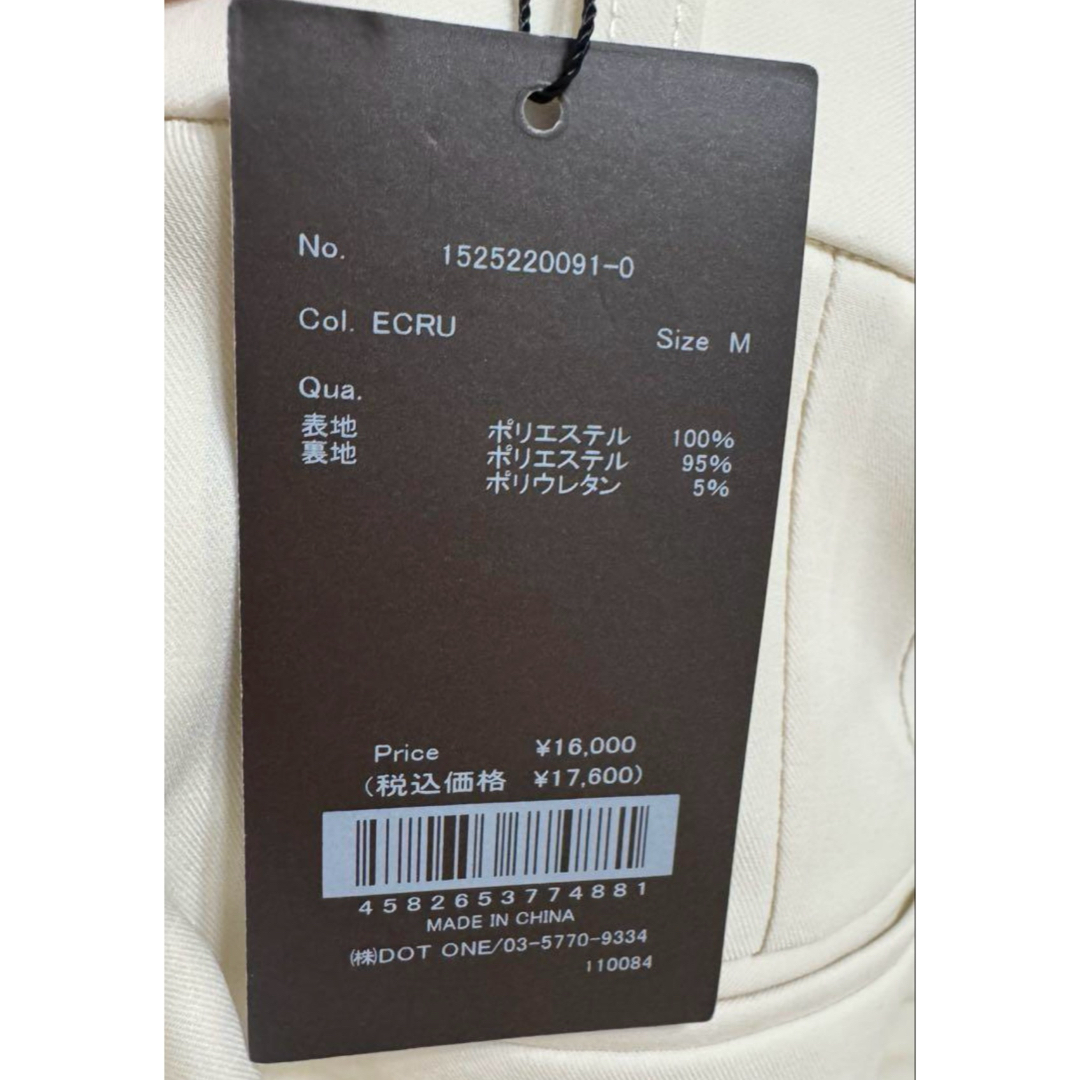 No. 1525220091-0
Col. ECRU Size M
Qua.
表地 ポリエステル 100%
裏地 ポリエステル 95%
ポリウレタン 5%
Price ¥16,000
(税込価格 ¥17,600)
4582653774881
MADE IN CHINA
㈱DOT ONE/03-5770-9334
110084